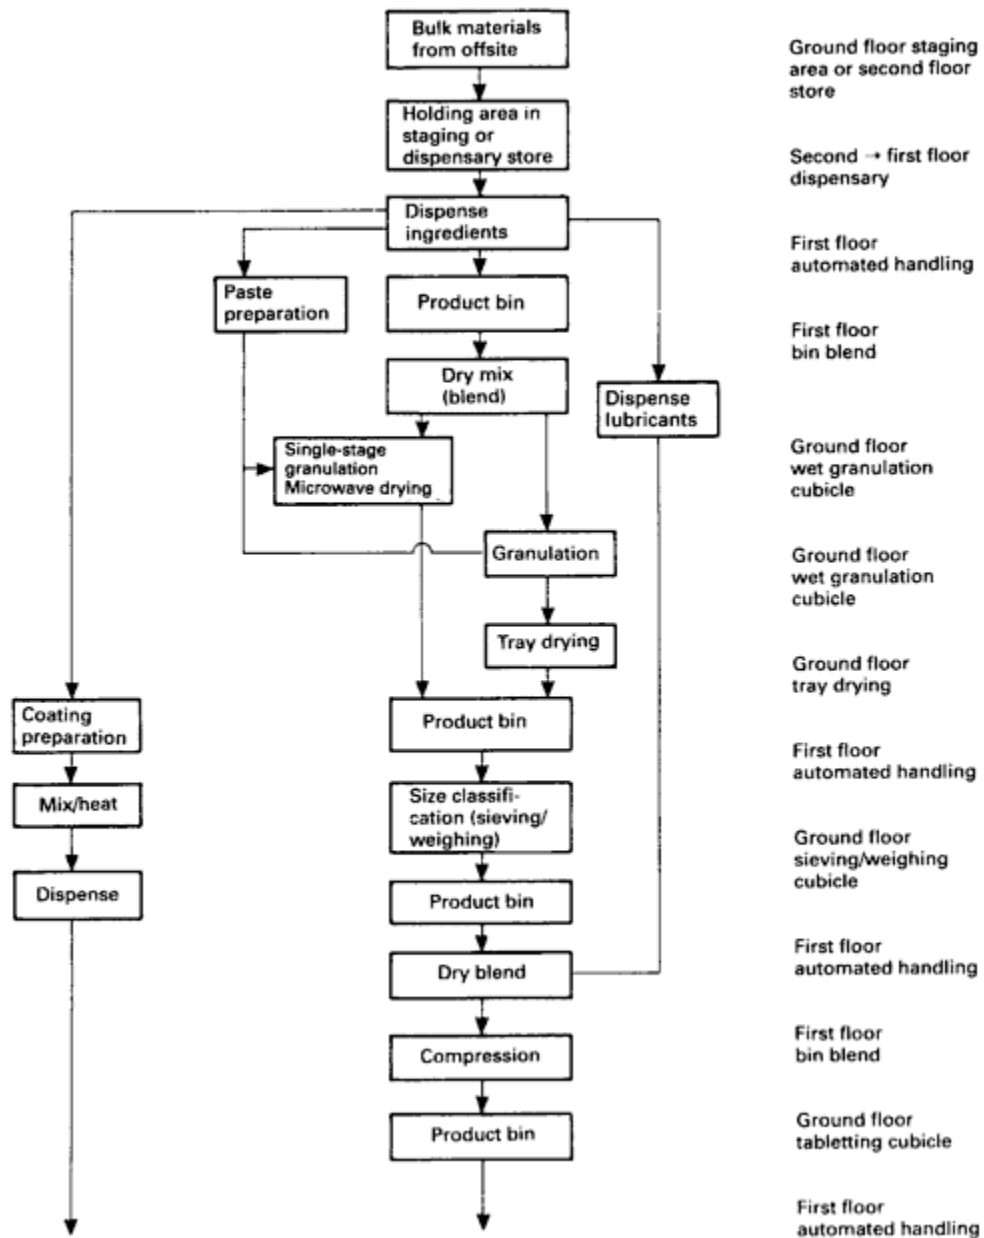 Bulk materials
from offsite
Ground floor staging
area or second floor
store
Holding area in
staging or
dispensary store
Second → first floor
dispensary
Dispense
ingredients
First floor
automated handling
Paste
preparation
Product bin
First floor
bin blend
Dry mix
(blend)
Dispense
lubricants
Single-stage
granulation
Microwave drying
Ground floor
wet granulation
cubicle
Granulation
Ground floor
wet granulation
cubicle
Tray drying
Ground floor
tray drying
Coating
preparation
Product bin
First floor
automated handling
Mix/heat
Size classifi-
cation (sieving/
weighing)
Ground floor
sieving/weighing
cubicle
Dispense
Product bin
First floor
automated handling
Dry blend
First floor
bin blend
Compression
Ground floor
tabletting cubicle
Product bin
First floor
automated handling